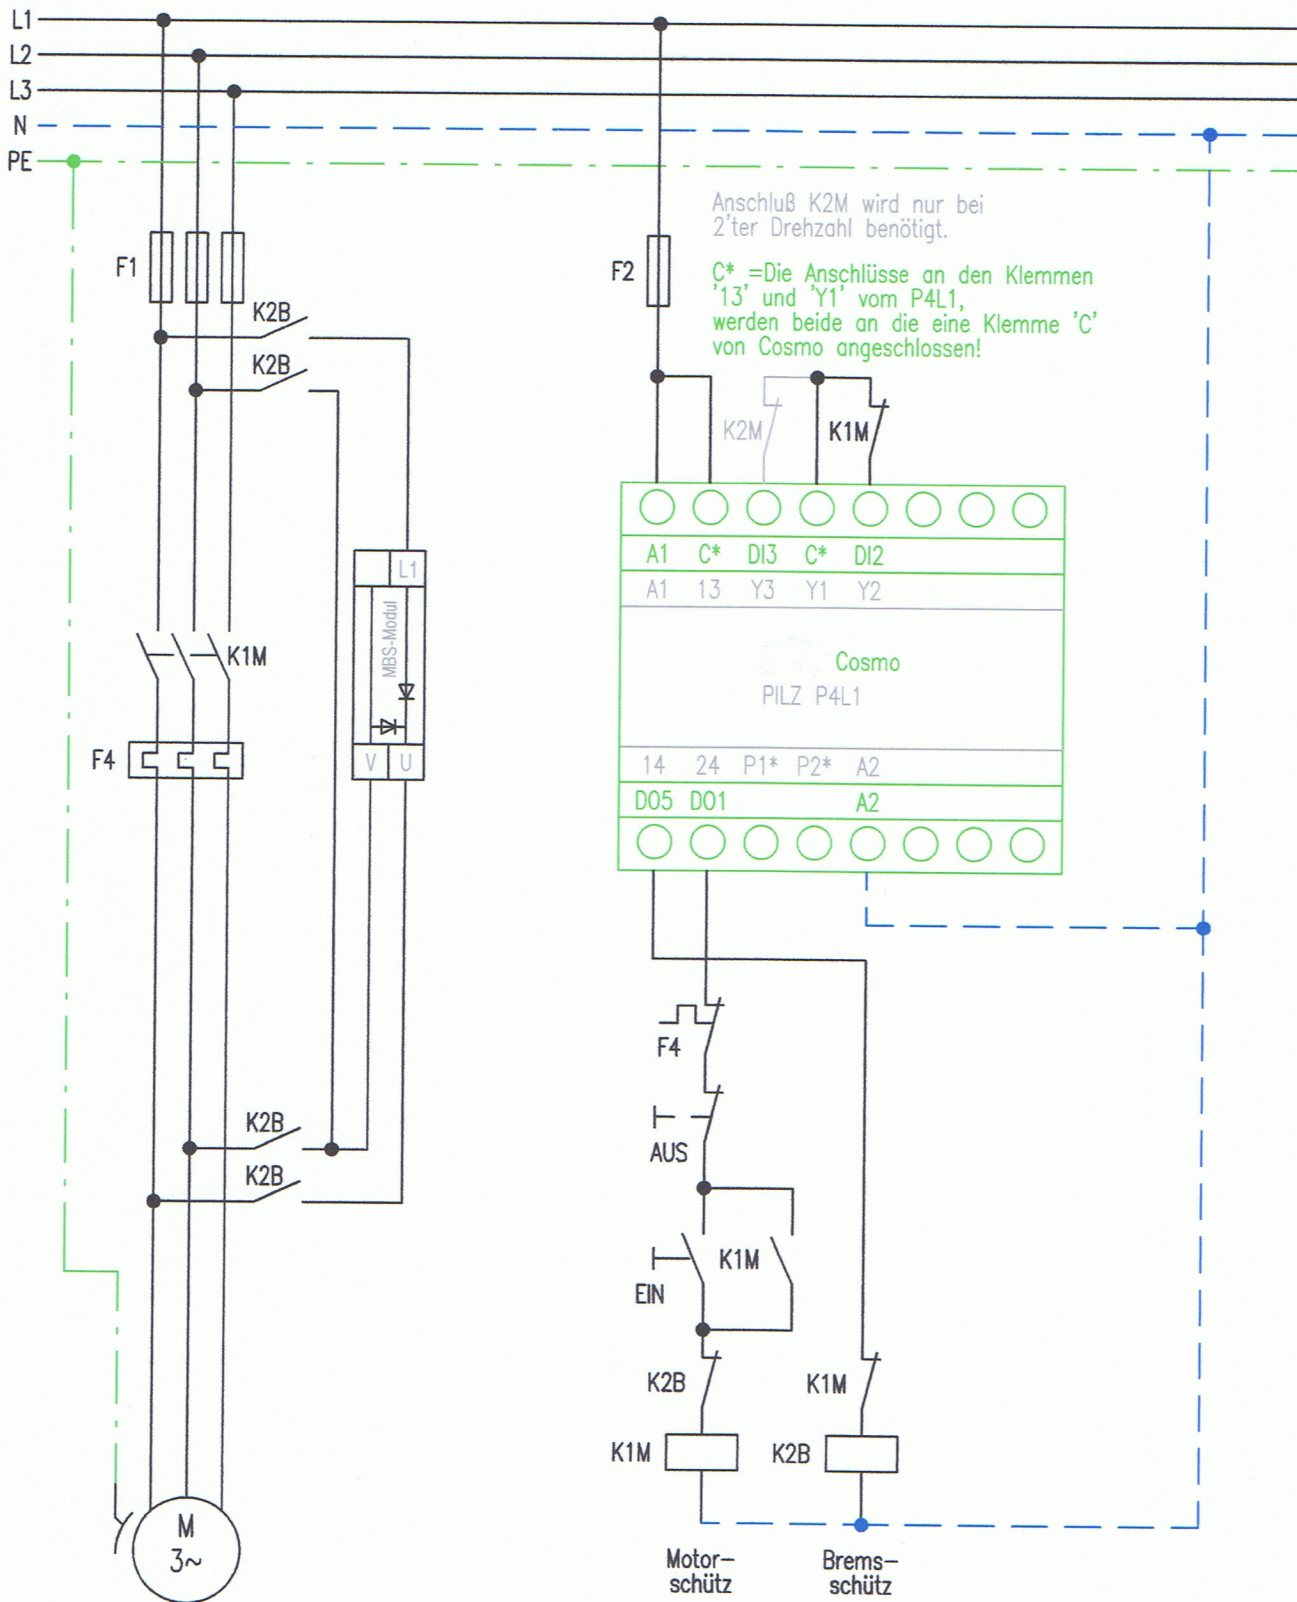 L1
L2
L3
N
PE
Anschluß K2M wird nur bei
2'ter Drehzahl benötigt.
F1
F2
C* =Die Anschlüsse an den Klemmen
'13' und 'Y1' vom P4L1,
werden beide an die eine Klemme 'C'
von Cosmo angeschlossen!
K2B
K2B
K2M
K1M
A1 C* DI3 C* DI2
A1 13 Y3 Y1 Y2
L1
MBS-Modul
K1M
Cosmo
PILZ P4L1
F4
V U
14 24 P1* P2* A2
DO5 DO1 A2
F4
K2B
AUS
K2B
K1M
EIN
K2B
K1M
K1M
K2B
M
3~
Motor-
schütz
Brems-
schütz